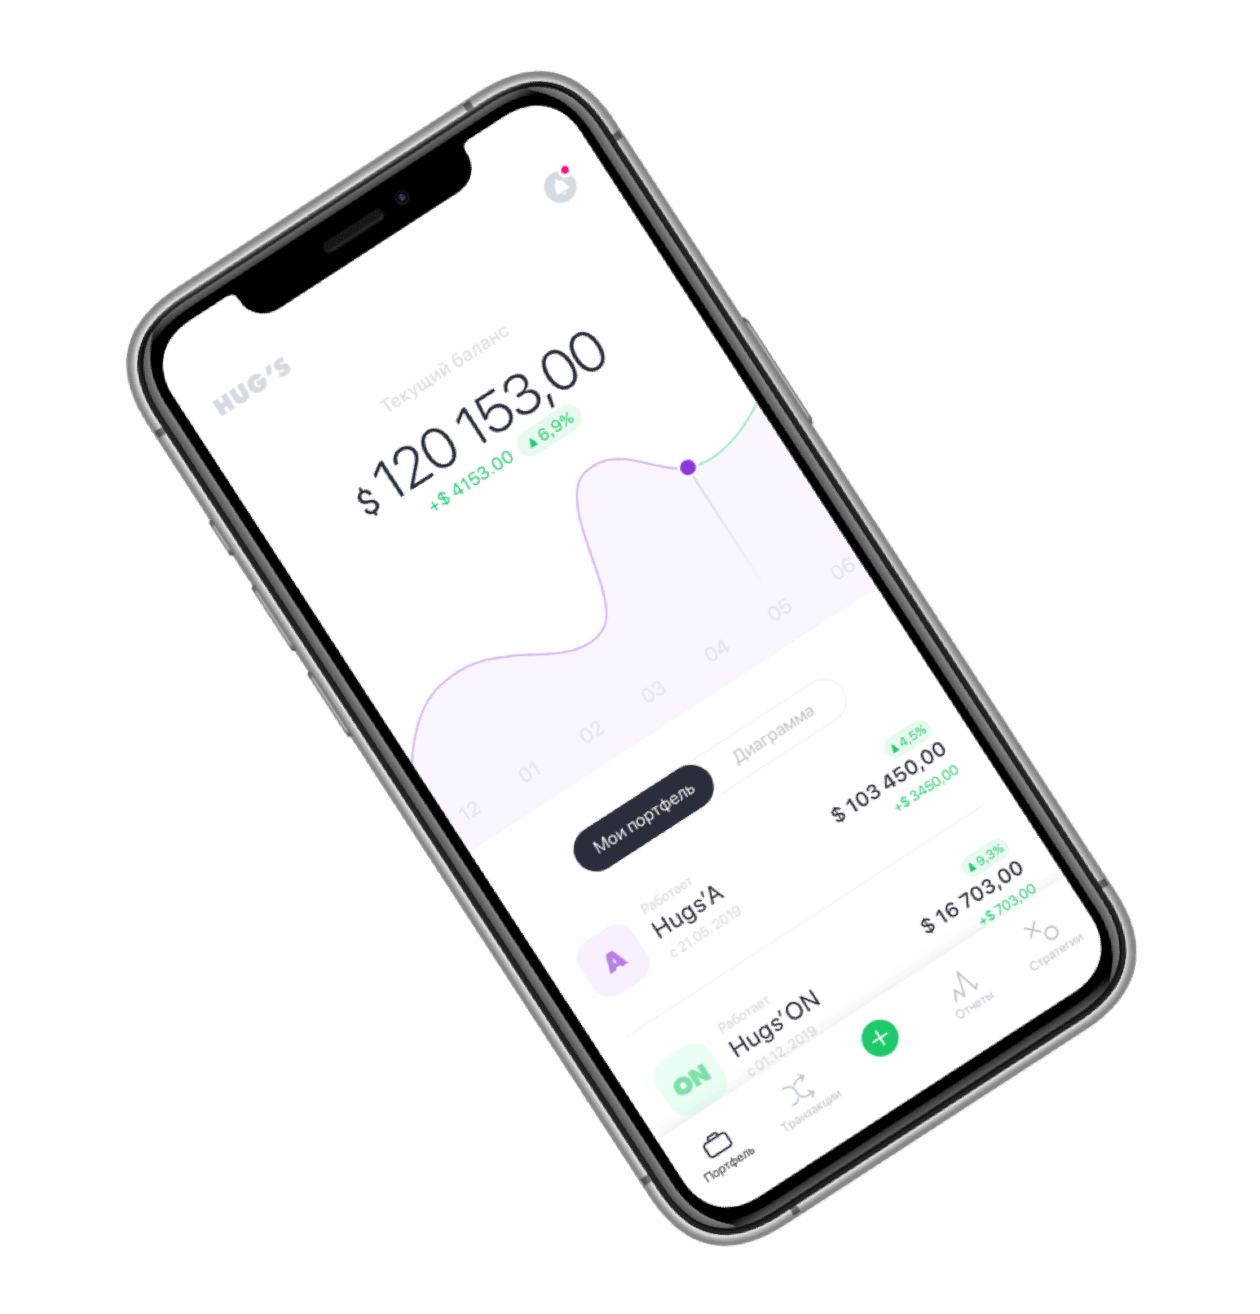 HUG'S
Текущий баланс
$ 120 153,00
+$ 4153.00 ▲6,9%
12 01 02 03 04 05 06
Мои портфель Диаграмма
Работает
Hugs'A
с 21.05. 2019
A
▲4,5%
$ 103 450,00
+$ 3450,00
Работает
Hugs'ON
с 01.12. 2019
ON
▲9,3%
$ 16 703,00
+$ 703,00
Портфель
Транзакции
Отчеты
Стратегии